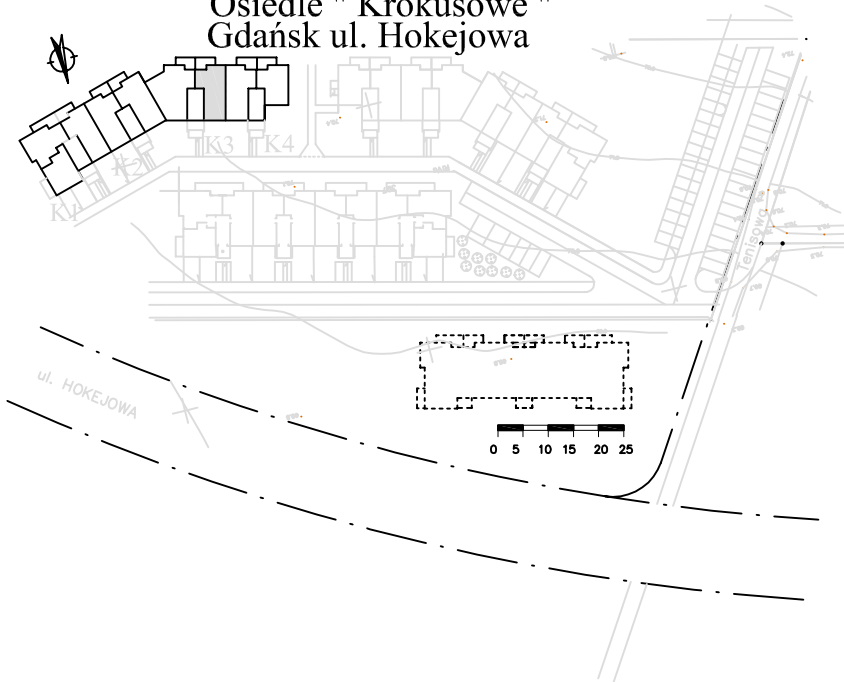 Osiedle " Krokusowe "
Gdańsk ul. Hokejowa
K3
K4
K2
K1
Tenisowa
ul. HOKEJOWA
0 5 10 15 20 25